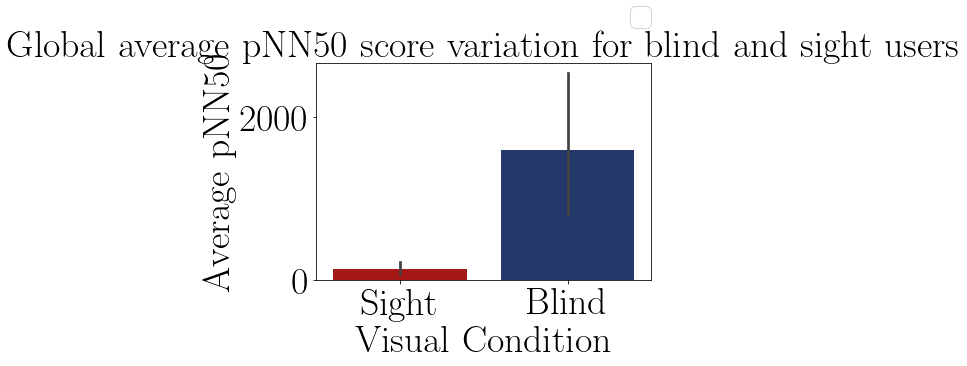 Global average pNN50 score variation for blind and sight users
Average pNN50
2000
0
Sight Blind
Visual Condition